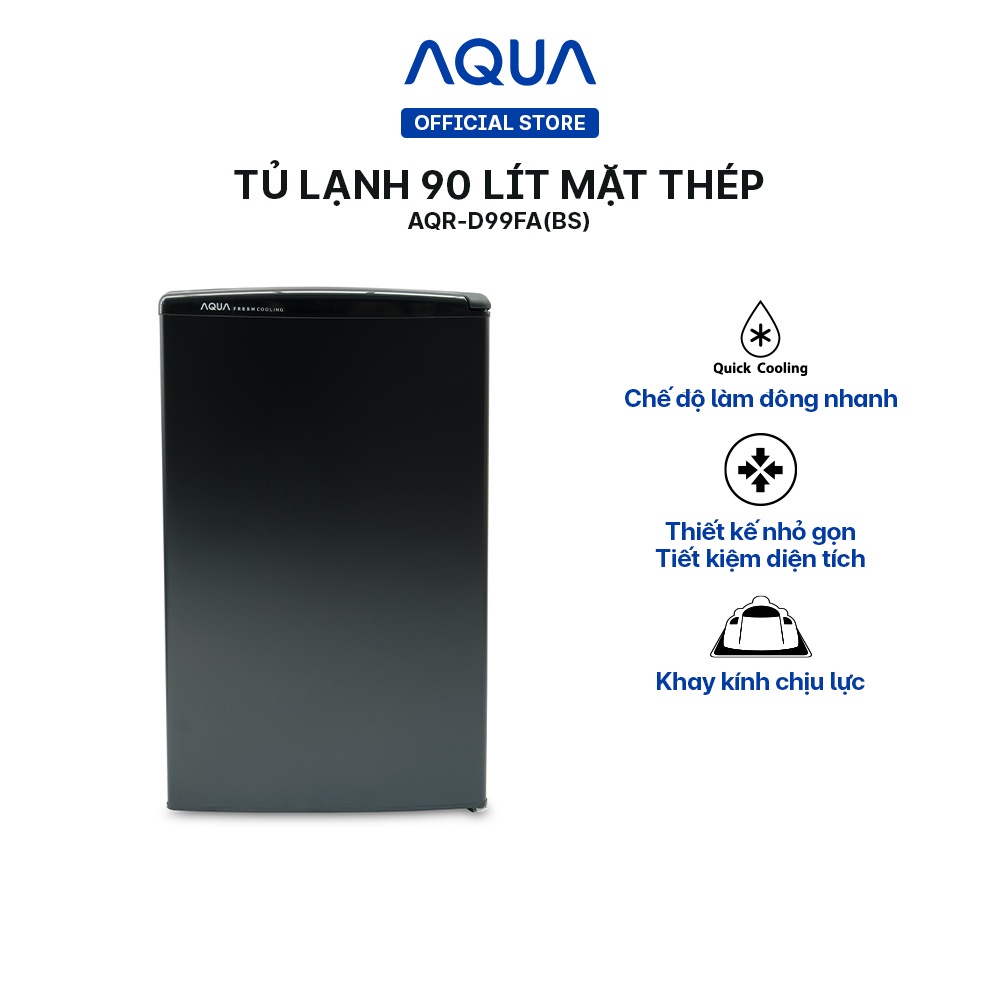 AQUA
OFFICIAL STORE
TỦ LẠNH 90 LÍT MẶT THÉP
AQR-D99FA(BS)
AQUA FRESH COOLING
Quick Cooling
Chế độ làm đông nhanh
Thiết kế nhỏ gọn
Tiết kiệm diện tích
Khay kính chịu lực